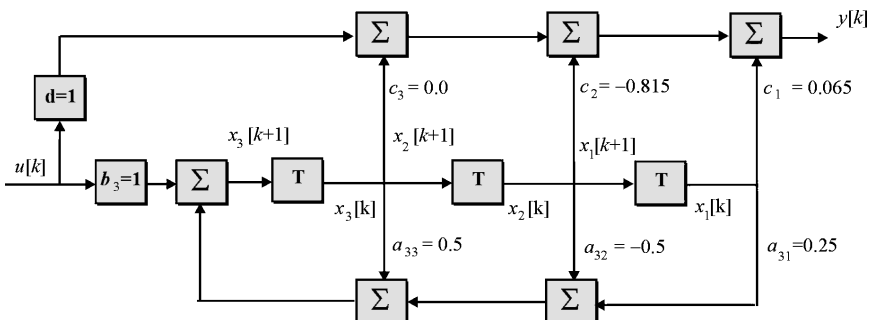 Σ Σ Σ y[k]
d=1
c3 = 0.0
c2= −0.815
c1 = 0.065
x3 [k+1]
x2 [k+1]
x1[k+1]
u[k]
b3=1
Σ
T
T
T
x3[k]
x2[k]
x1[k]
a33 = 0.5
a32 = −0.5
a31=0.25
Σ Σ